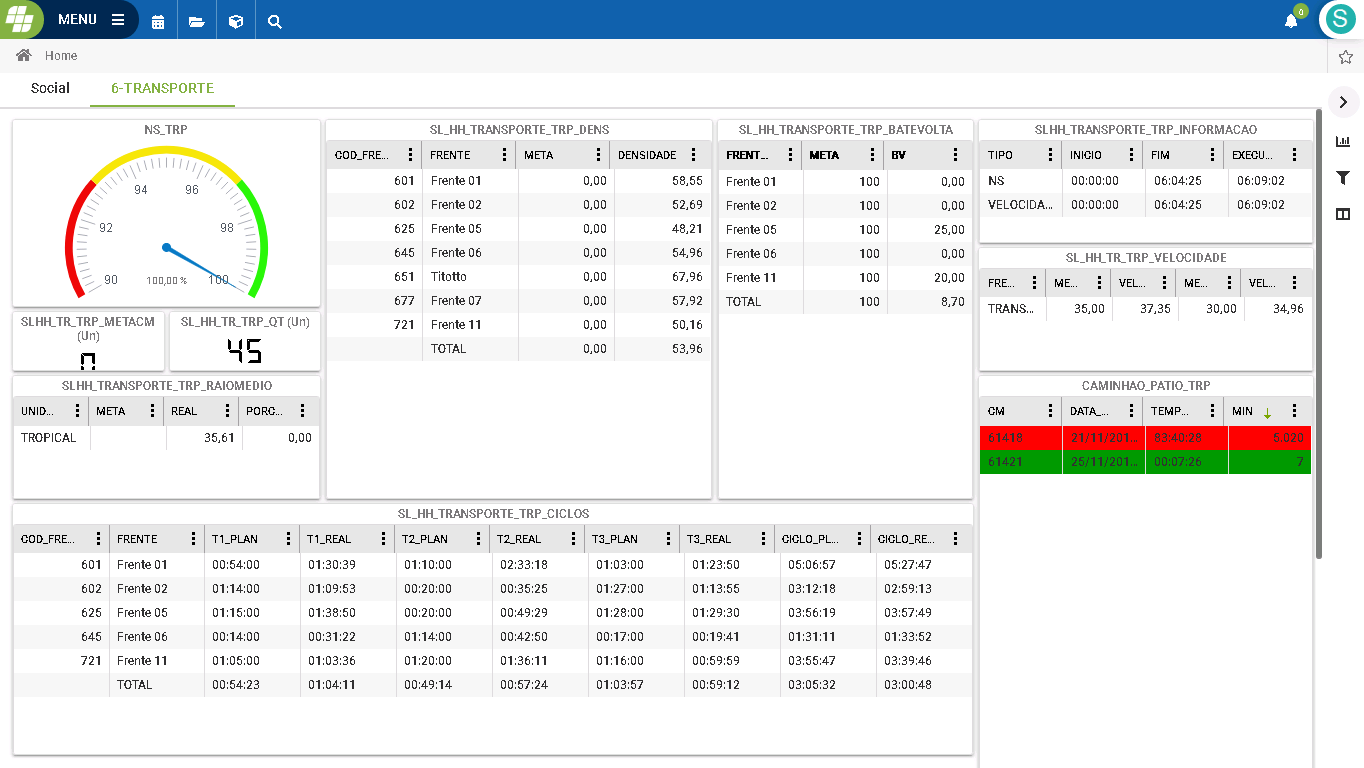 MENU
0
S
Home
Social 6-TRANSPORTE
NS_TRP
94 96
92 98
90 100,00 % 100
SLHH_TR_TRP_METACM (Un)
0
SL_HH_TR_TRP_QT (Un)
45
SLHH_TRANSPORTE_TRP_RAIOMEDIO
UNID... META REAL PORC...
TROPICAL 35,61 0,00
SL_HH_TRANSPORTE_TRP_DENS
COD_FRE... FRENTE META DENSIDADE
601 Frente 01 0,00 58,55
602 Frente 02 0,00 52,69
625 Frente 05 0,00 48,21
645 Frente 06 0,00 54,96
651 Titotto 0,00 67,96
677 Frente 07 0,00 57,92
721 Frente 11 0,00 50,16
TOTAL 0,00 53,96
SL_HH_TRANSPORTE_TRP_BATEVOLTA
FRENT... META BV
Frente 01 100 0,00
Frente 02 100 0,00
Frente 05 100 25,00
Frente 06 100 0,00
Frente 11 100 20,00
TOTAL 100 8,70
SLHH_TRANSPORTE_TRP_INFORMACAO
TIPO INICIO FIM EXECU...
NS 00:00:00 06:04:25 06:09:02
VELOCIDA... 00:00:00 06:04:25 06:09:02
SL_HH_TR_TRP_VELOCIDADE
FRE... ME... VEL... ME... VEL...
TRANS... 35,00 37,35 30,00 34,96
CAMINHAO_PATIO_TRP
CM DATA_... TEMP... MIN
61418 21/11/201... 83:40:28 5.020
61421 25/11/201... 00:07:26 7
SL_HH_TRANSPORTE_TRP_CICLOS
COD_FRE... FRENTE T1_PLAN T1_REAL T2_PLAN T2_REAL T3_PLAN T3_REAL CICLO_PL... CICLO_RE...
601 Frente 01 00:54:00 01:30:39 01:10:00 02:33:18 01:03:00 01:23:50 05:06:57 05:27:47
602 Frente 02 01:14:00 01:09:53 00:20:00 00:35:25 01:27:00 01:13:55 03:12:18 02:59:13
625 Frente 05 01:15:00 01:38:50 00:20:00 00:49:29 01:28:00 01:29:30 03:56:19 03:57:49
645 Frente 06 00:14:00 00:31:22 01:14:00 00:42:50 00:17:00 00:19:41 01:31:11 01:33:52
721 Frente 11 01:05:00 01:03:36 01:20:00 01:36:11 01:16:00 00:59:59 03:55:47 03:39:46
TOTAL 00:54:23 01:04:11 00:49:14 00:57:24 01:03:57 00:59:12 03:05:32 03:00:48